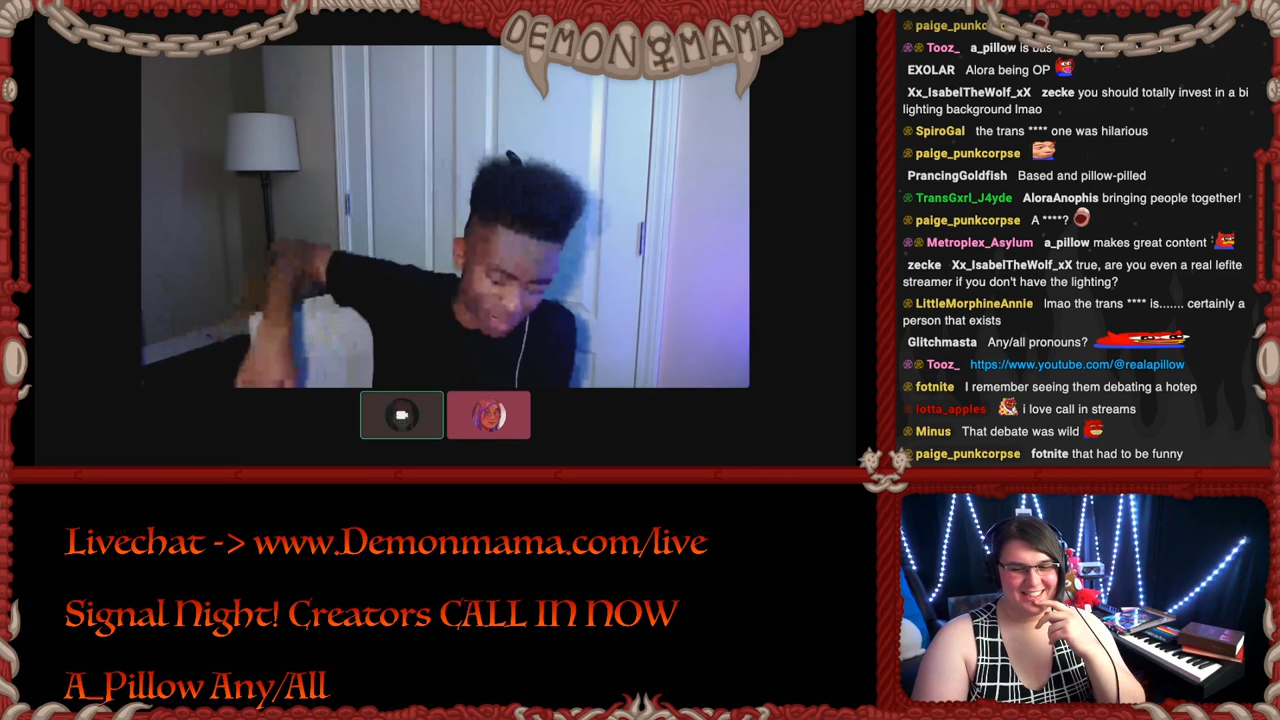 DEMON MAMA
paige_punkc
Tooz_ a_pillow is bas
EXOLAR Alora being OP
Xx_IsabelTheWolf_xX zecke you should totally invest in a bi
lighting background lmao
SpiroGal the trans **** one was hilarious
paige_punkcorpse
PrancingGoldfish Based and pillow-pilled
TransGxrl_J4yde AloraAnophis bringing people together!
paige_punkcorpse A ****?
Metroplex_Asylum a_pillow makes great content
zecke Xx_IsabelTheWolf_xX true, are you even a real lefite
streamer if you don't have the lighting?
LittleMorphineAnnie lmao the trans **** is....... certainly a
person that exists
Glitchmasta Any/all pronouns?
Tooz_ https://www.youtube.com/@realapillow
fotnite I remember seeing them debating a hotep
lotta_apples i love call in streams
Minus That debate was wild
paige_punkcorpse fotnite that had to be funny
Livechat -> www.Demonmama.com/live
Signal Night! Creators CALL IN NOW
A_Pillow Any/All